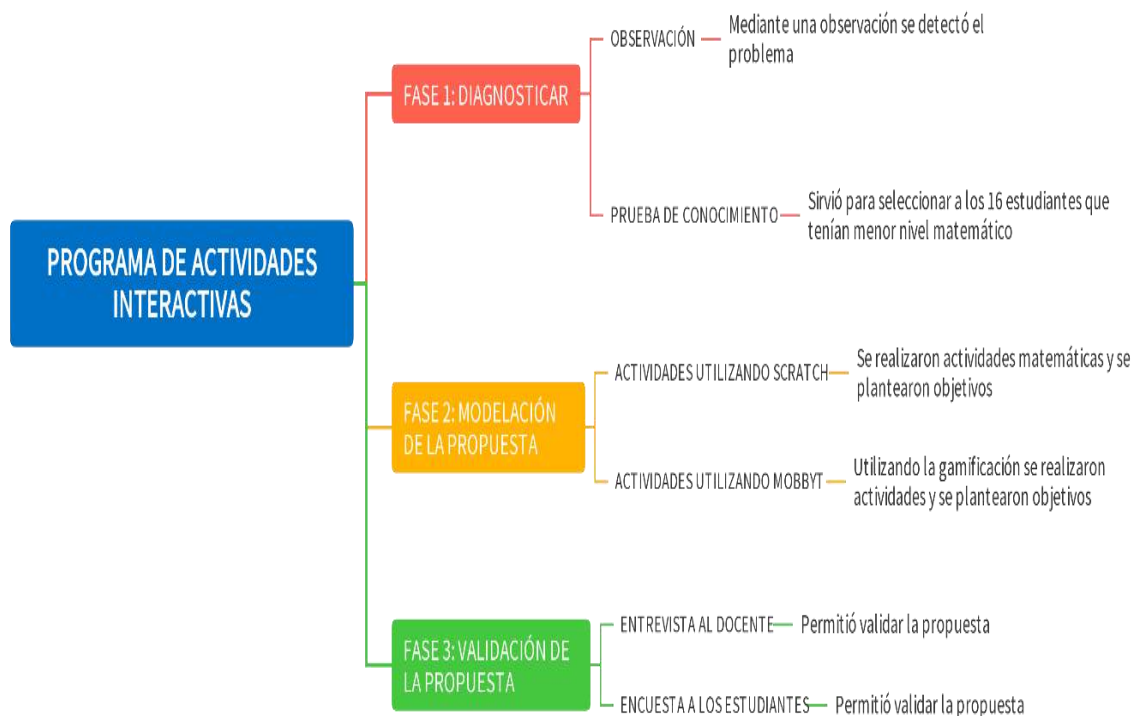 PROGRAMA DE ACTIVIDADES
INTERACTIVAS
FASE 1: DIAGNOSTICAR
OBSERVACIÓN
Mediante una observación se detectó el
problema
PRUEBA DE CONOCIMIENTO
Sirvió para seleccionar a los 16 estudiantes que
tenían menor nivel matemático
FASE 2: MODELACIÓN
DE LA PROPUESTA
ACTIVIDADES UTILIZANDO SCRATCH
Se realizaron actividades matemáticas y se
plantearon objetivos
ACTIVIDADES UTILIZANDO MOBBYT
Utilizando la gamificación se realizaron
actividades y se plantearon objetivos
FASE 3: VALIDACIÓN DE
LA PROPUESTA
ENTREVISTA AL DOCENTE
Permitió validar la propuesta
ENCUESTA A LOS ESTUDIANTES
Permitió validar la propuesta